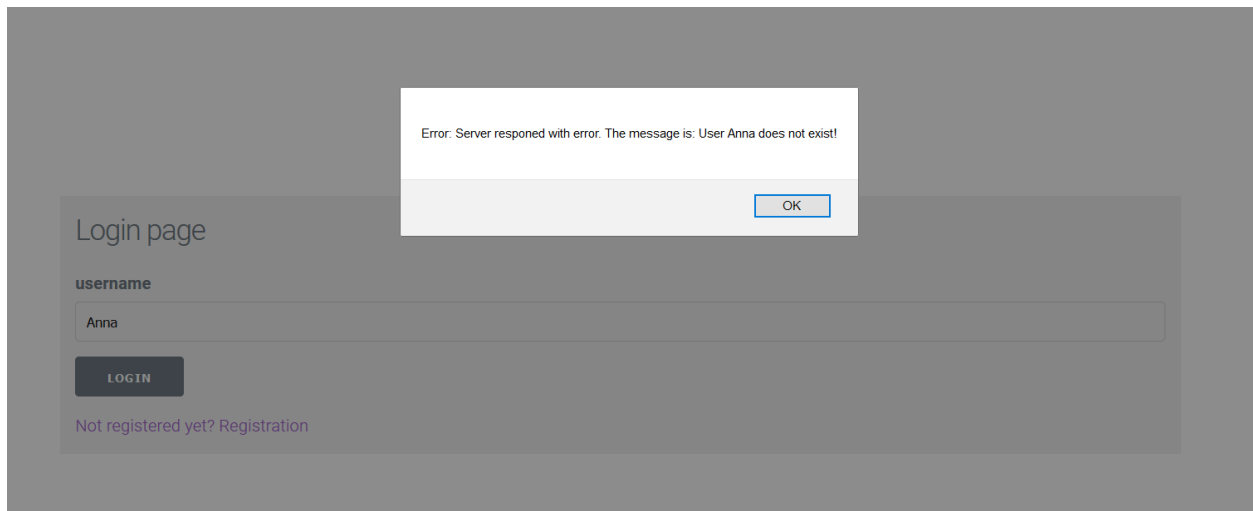 Error: Server responed with error. The message is: User Anna does not exist!
OK
Login page
username
Anna
LOGIN
Not registered yet? Registration